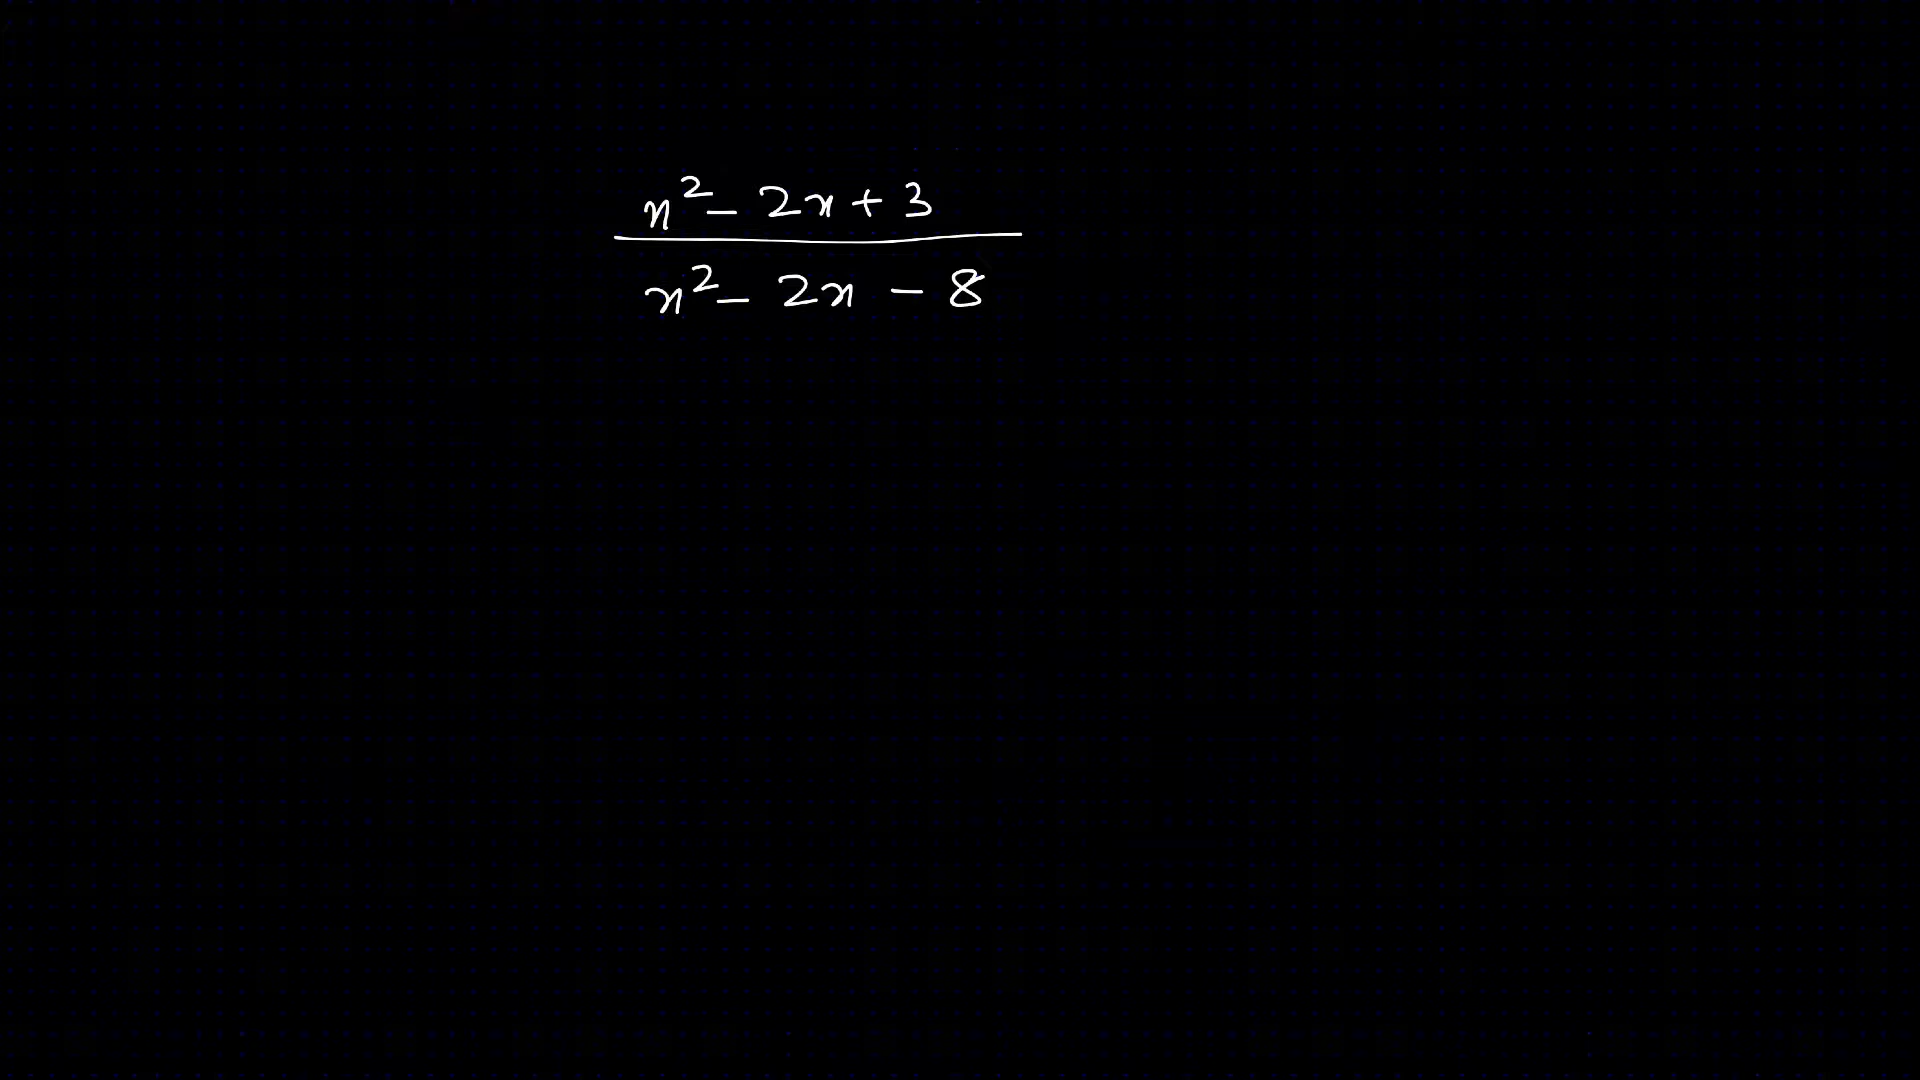 x² - 2x + 3
x² - 2x - 8